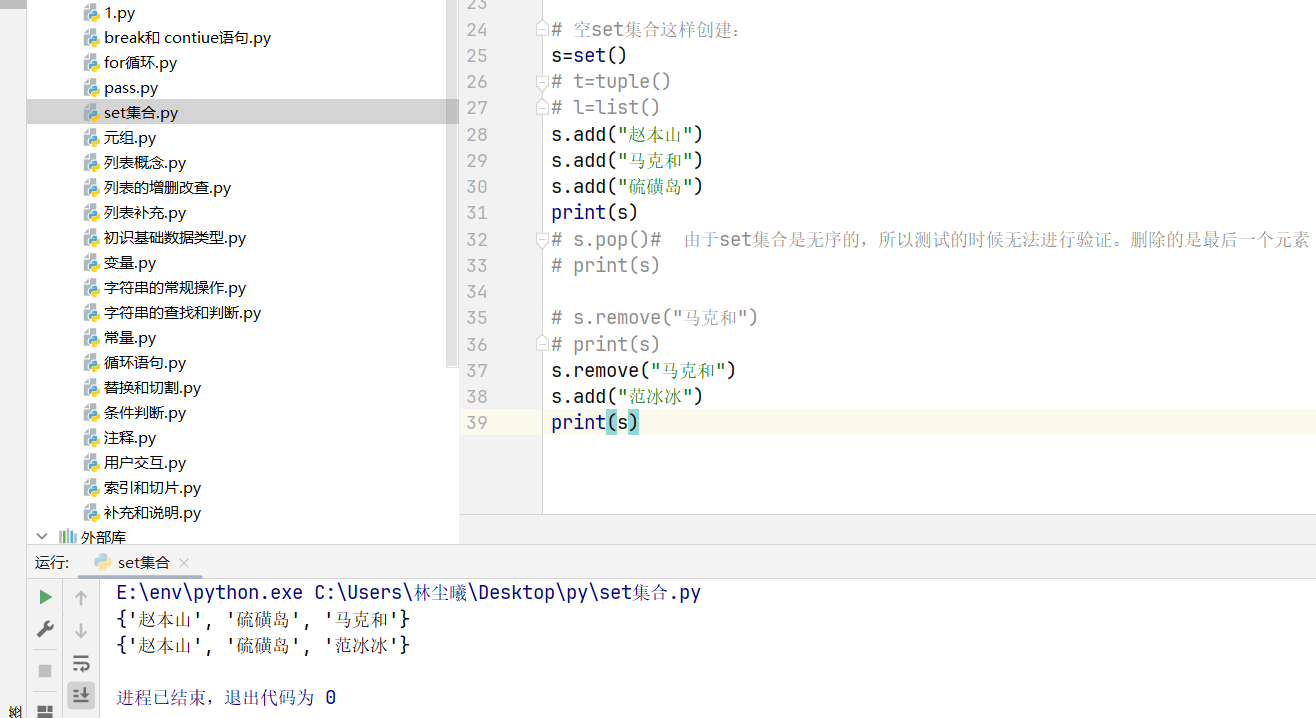 1.py
break和 contiue语句.py
for循环.py
pass.py
set集合.py
元组.py
列表概念.py
列表的增删改查.py
列表补充.py
初识基础数据类型.py
变量.py
字符串的常规操作.py
字符串的查找和判断.py
常量.py
循环语句.py
替换和切割.py
条件判断.py
注释.py
用户交互.py
索引和切片.py
补充和说明.py
外部库
23
24 # 空set集合这样创建:
25 s=set()
26 # t=tuple()
27 # l=list()
28 s.add("赵本山")
29 s.add("马克和")
30 s.add("硫磺岛")
31 print(s)
32 # s.pop()#  由于set集合是无序的，所以测试的时候无法进行验证。删除的是最后一个元素
33 # print(s)
34
35 # s.remove("马克和")
36 # print(s)
37 s.remove("马克和")
38 s.add("范冰冰")
39 print(s)
运行: set集合
E:\env\python.exe C:\Users\林尘曦\Desktop\py\set集合.py
{'赵本山', '硫磺岛', '马克和'}
{'赵本山', '硫磺岛', '范冰冰'}
进程已结束，退出代码为 0